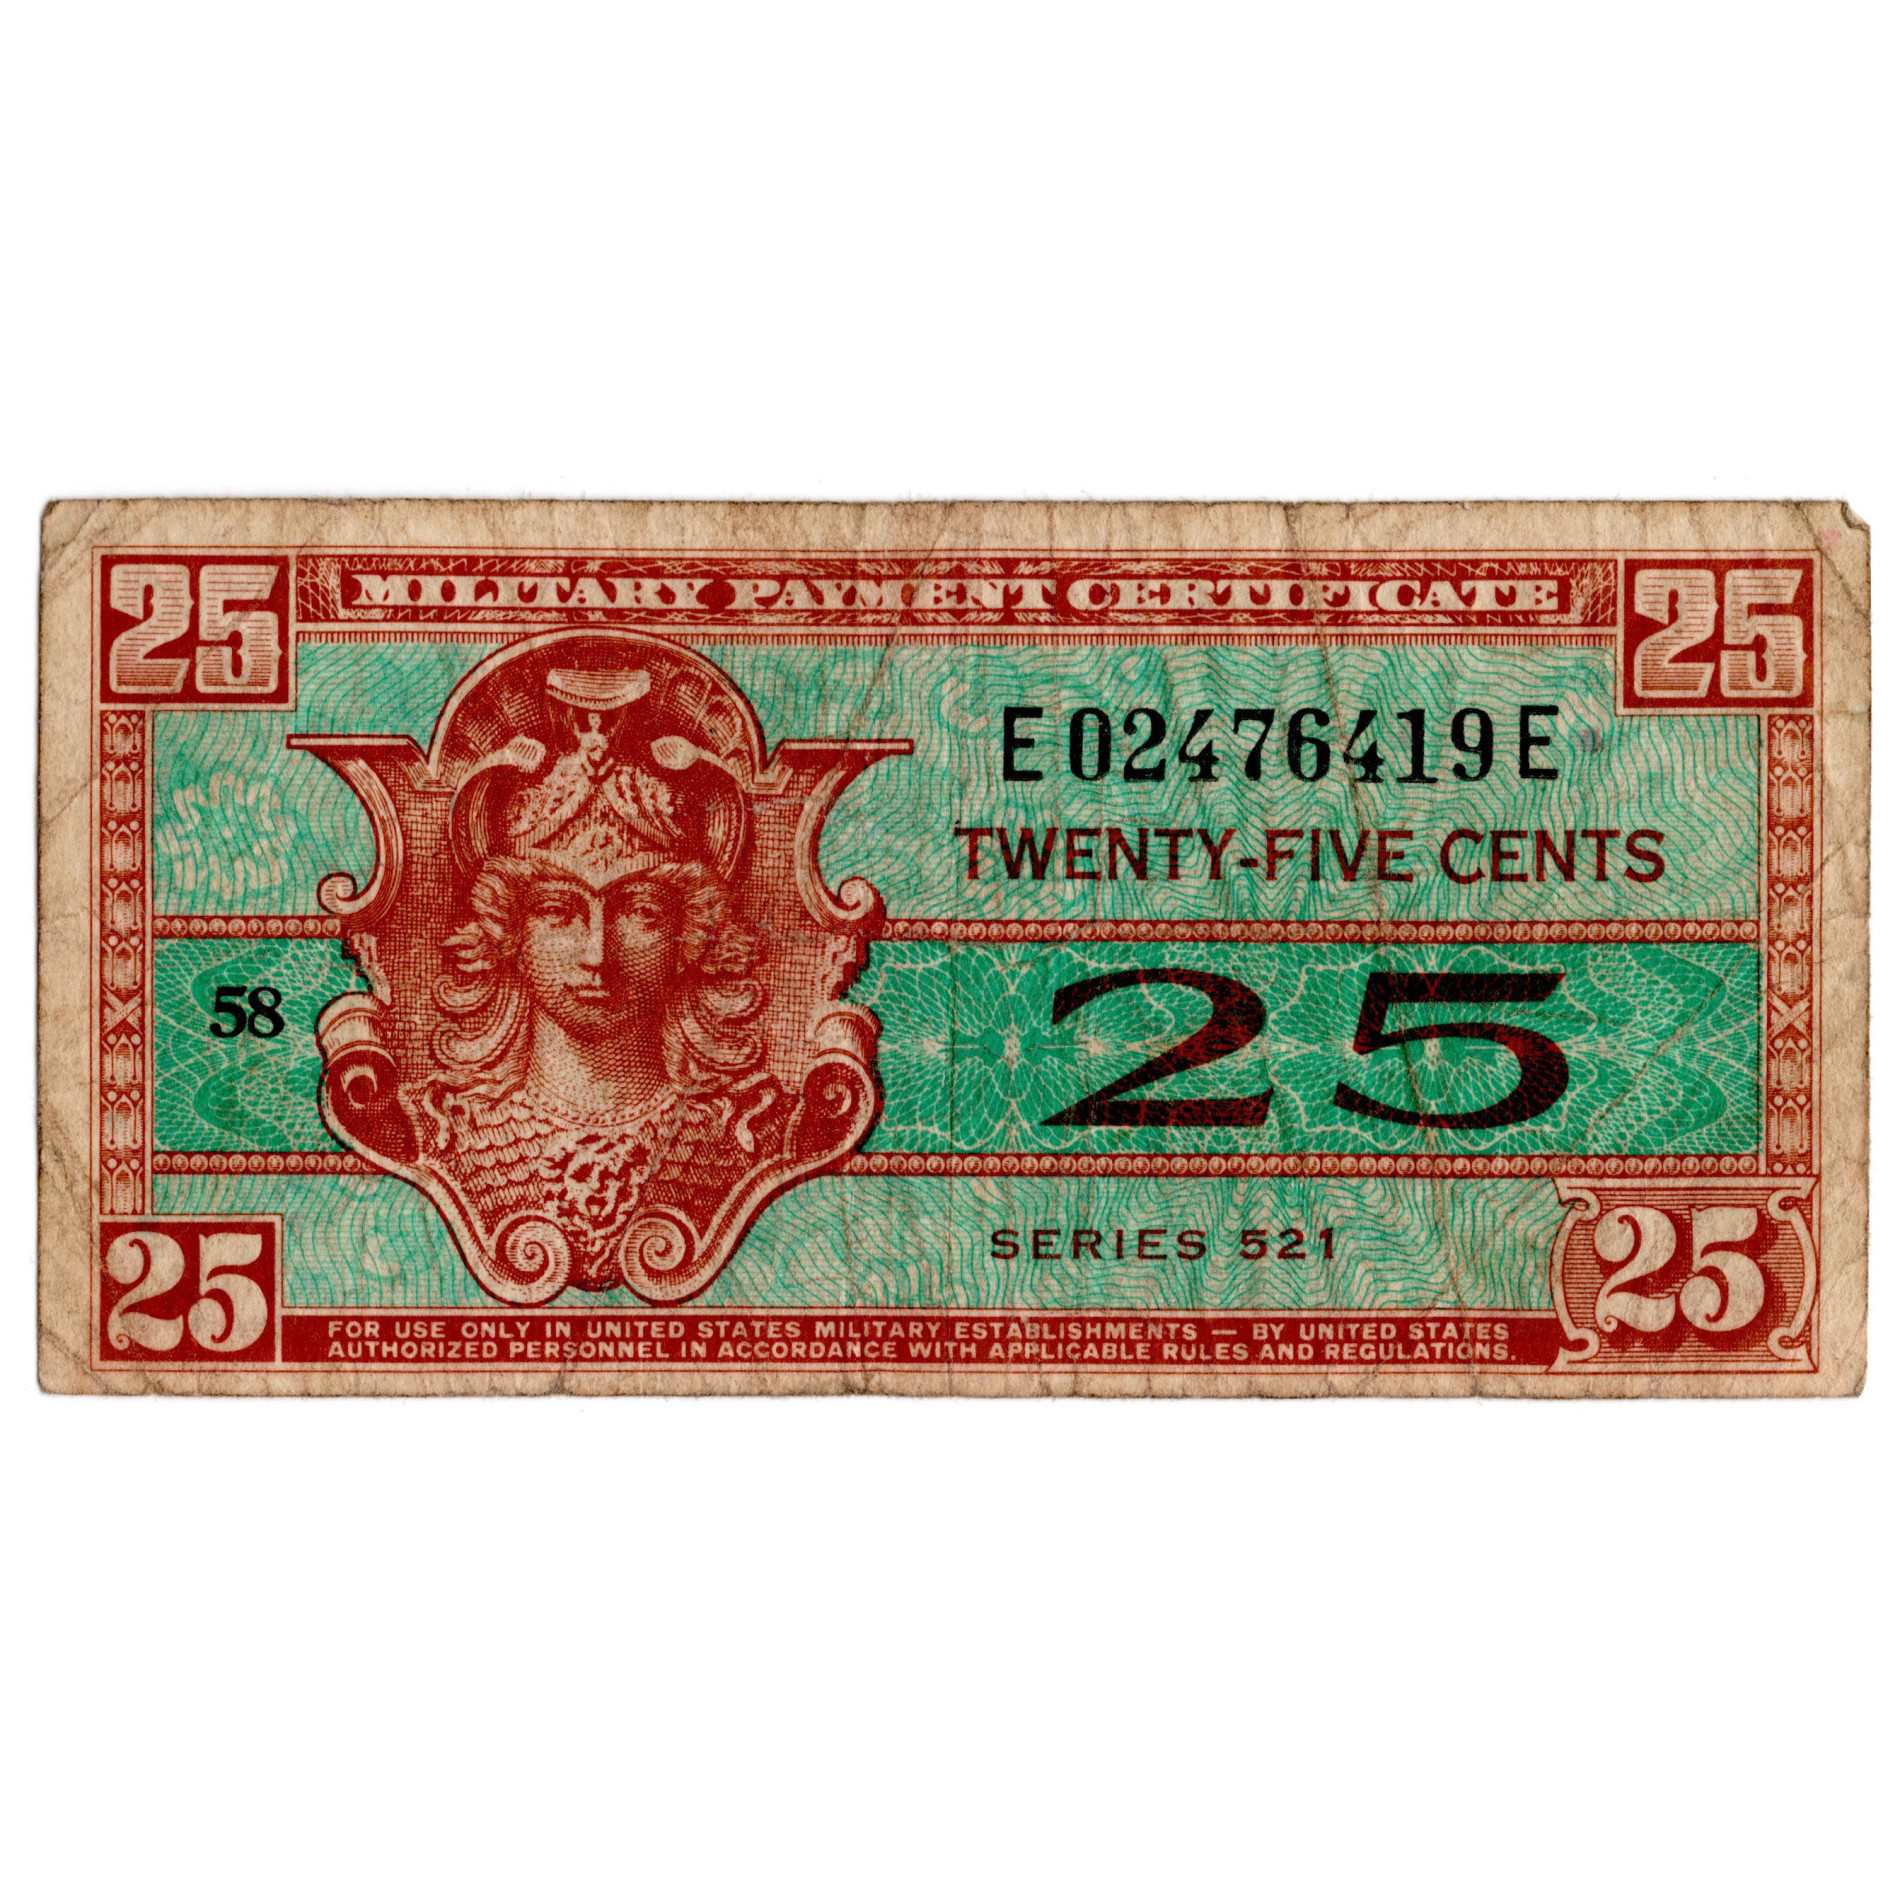 25 MILITARY PAYMENT CERTIFICATE 25
E02476419E
TWENTY-FIVE CENTS
58 25
SERIES 521
25 FOR USE ONLY IN UNITED STATES MILITARY ESTABLISHMENTS — BY UNITED STATES 25
AUTHORIZED PERSONNEL IN ACCORDANCE WITH APPLICABLE RULES AND REGULATIONS.